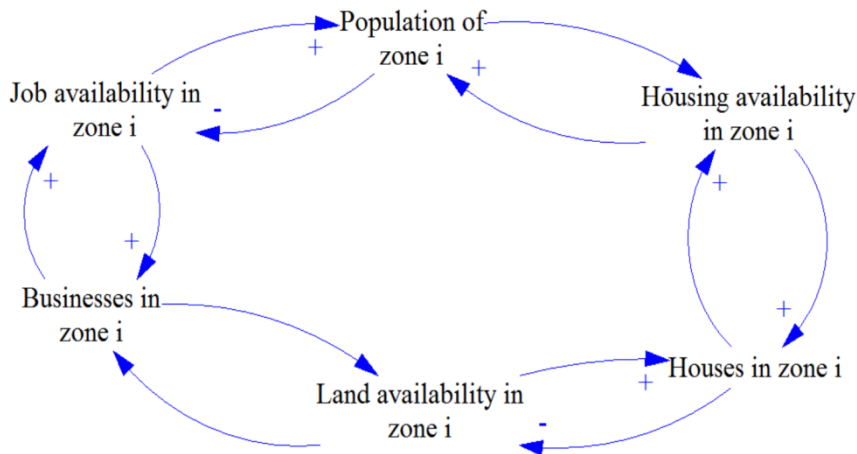 Population of
zone i
+
+
Job availability in
zone i
-
-
Housing availability
in zone i
+
+
+
+
Businesses in
zone i
Houses in zone i
+
Land availability in
zone i
-